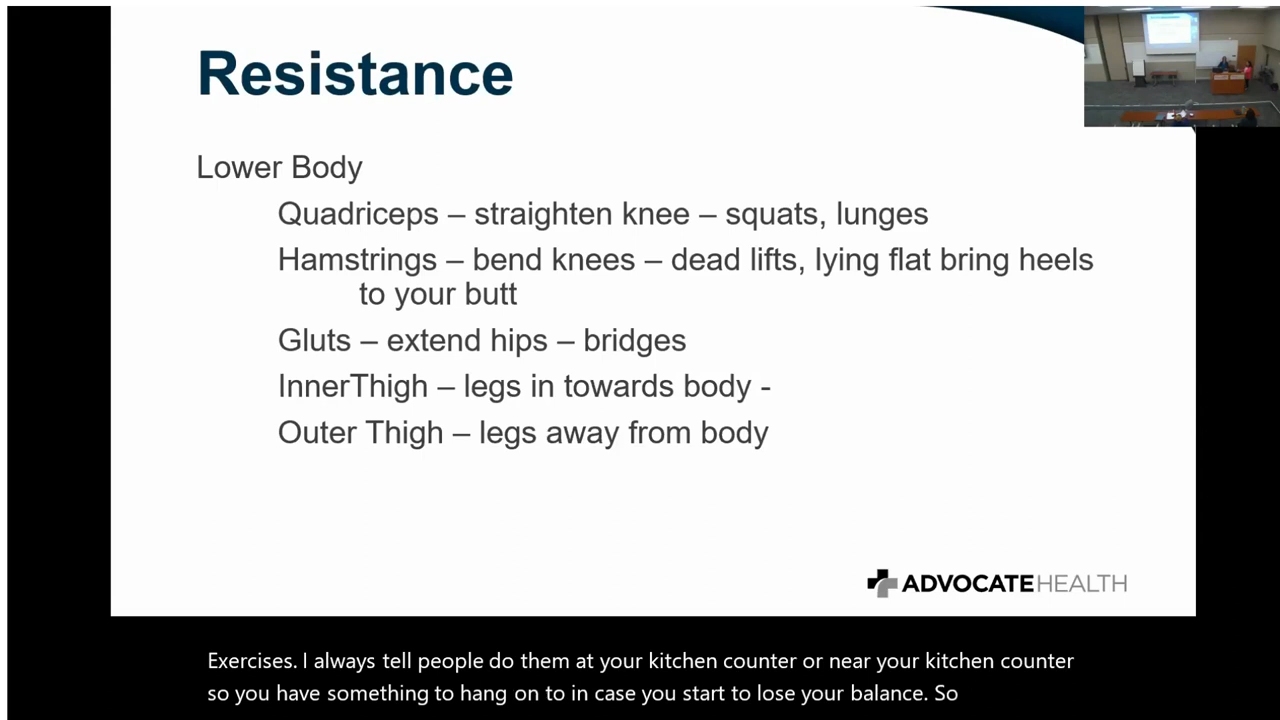 Resistance
Lower Body
Quadriceps – straighten knee – squats, lunges
Hamstrings – bend knees – dead lifts, lying flat bring heels
to your butt
Gluts – extend hips – bridges
InnerThigh – legs in towards body -
Outer Thigh – legs away from body
ADVOCATEHEALTH
Exercises. I always tell people do them at your kitchen counter or near your kitchen counter
so you have something to hang on to in case you start to lose your balance. So